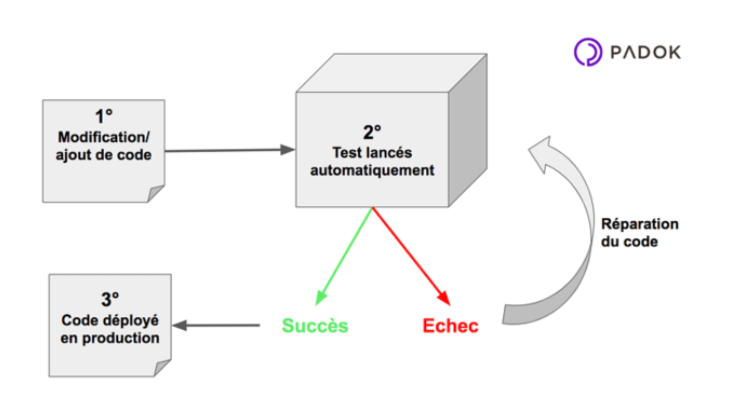 PADOK
1°
Modification/
ajout de code
2°
Test lancés
automatiquement
Réparation
du code
3°
Code déployé
en production
Succès
Echec